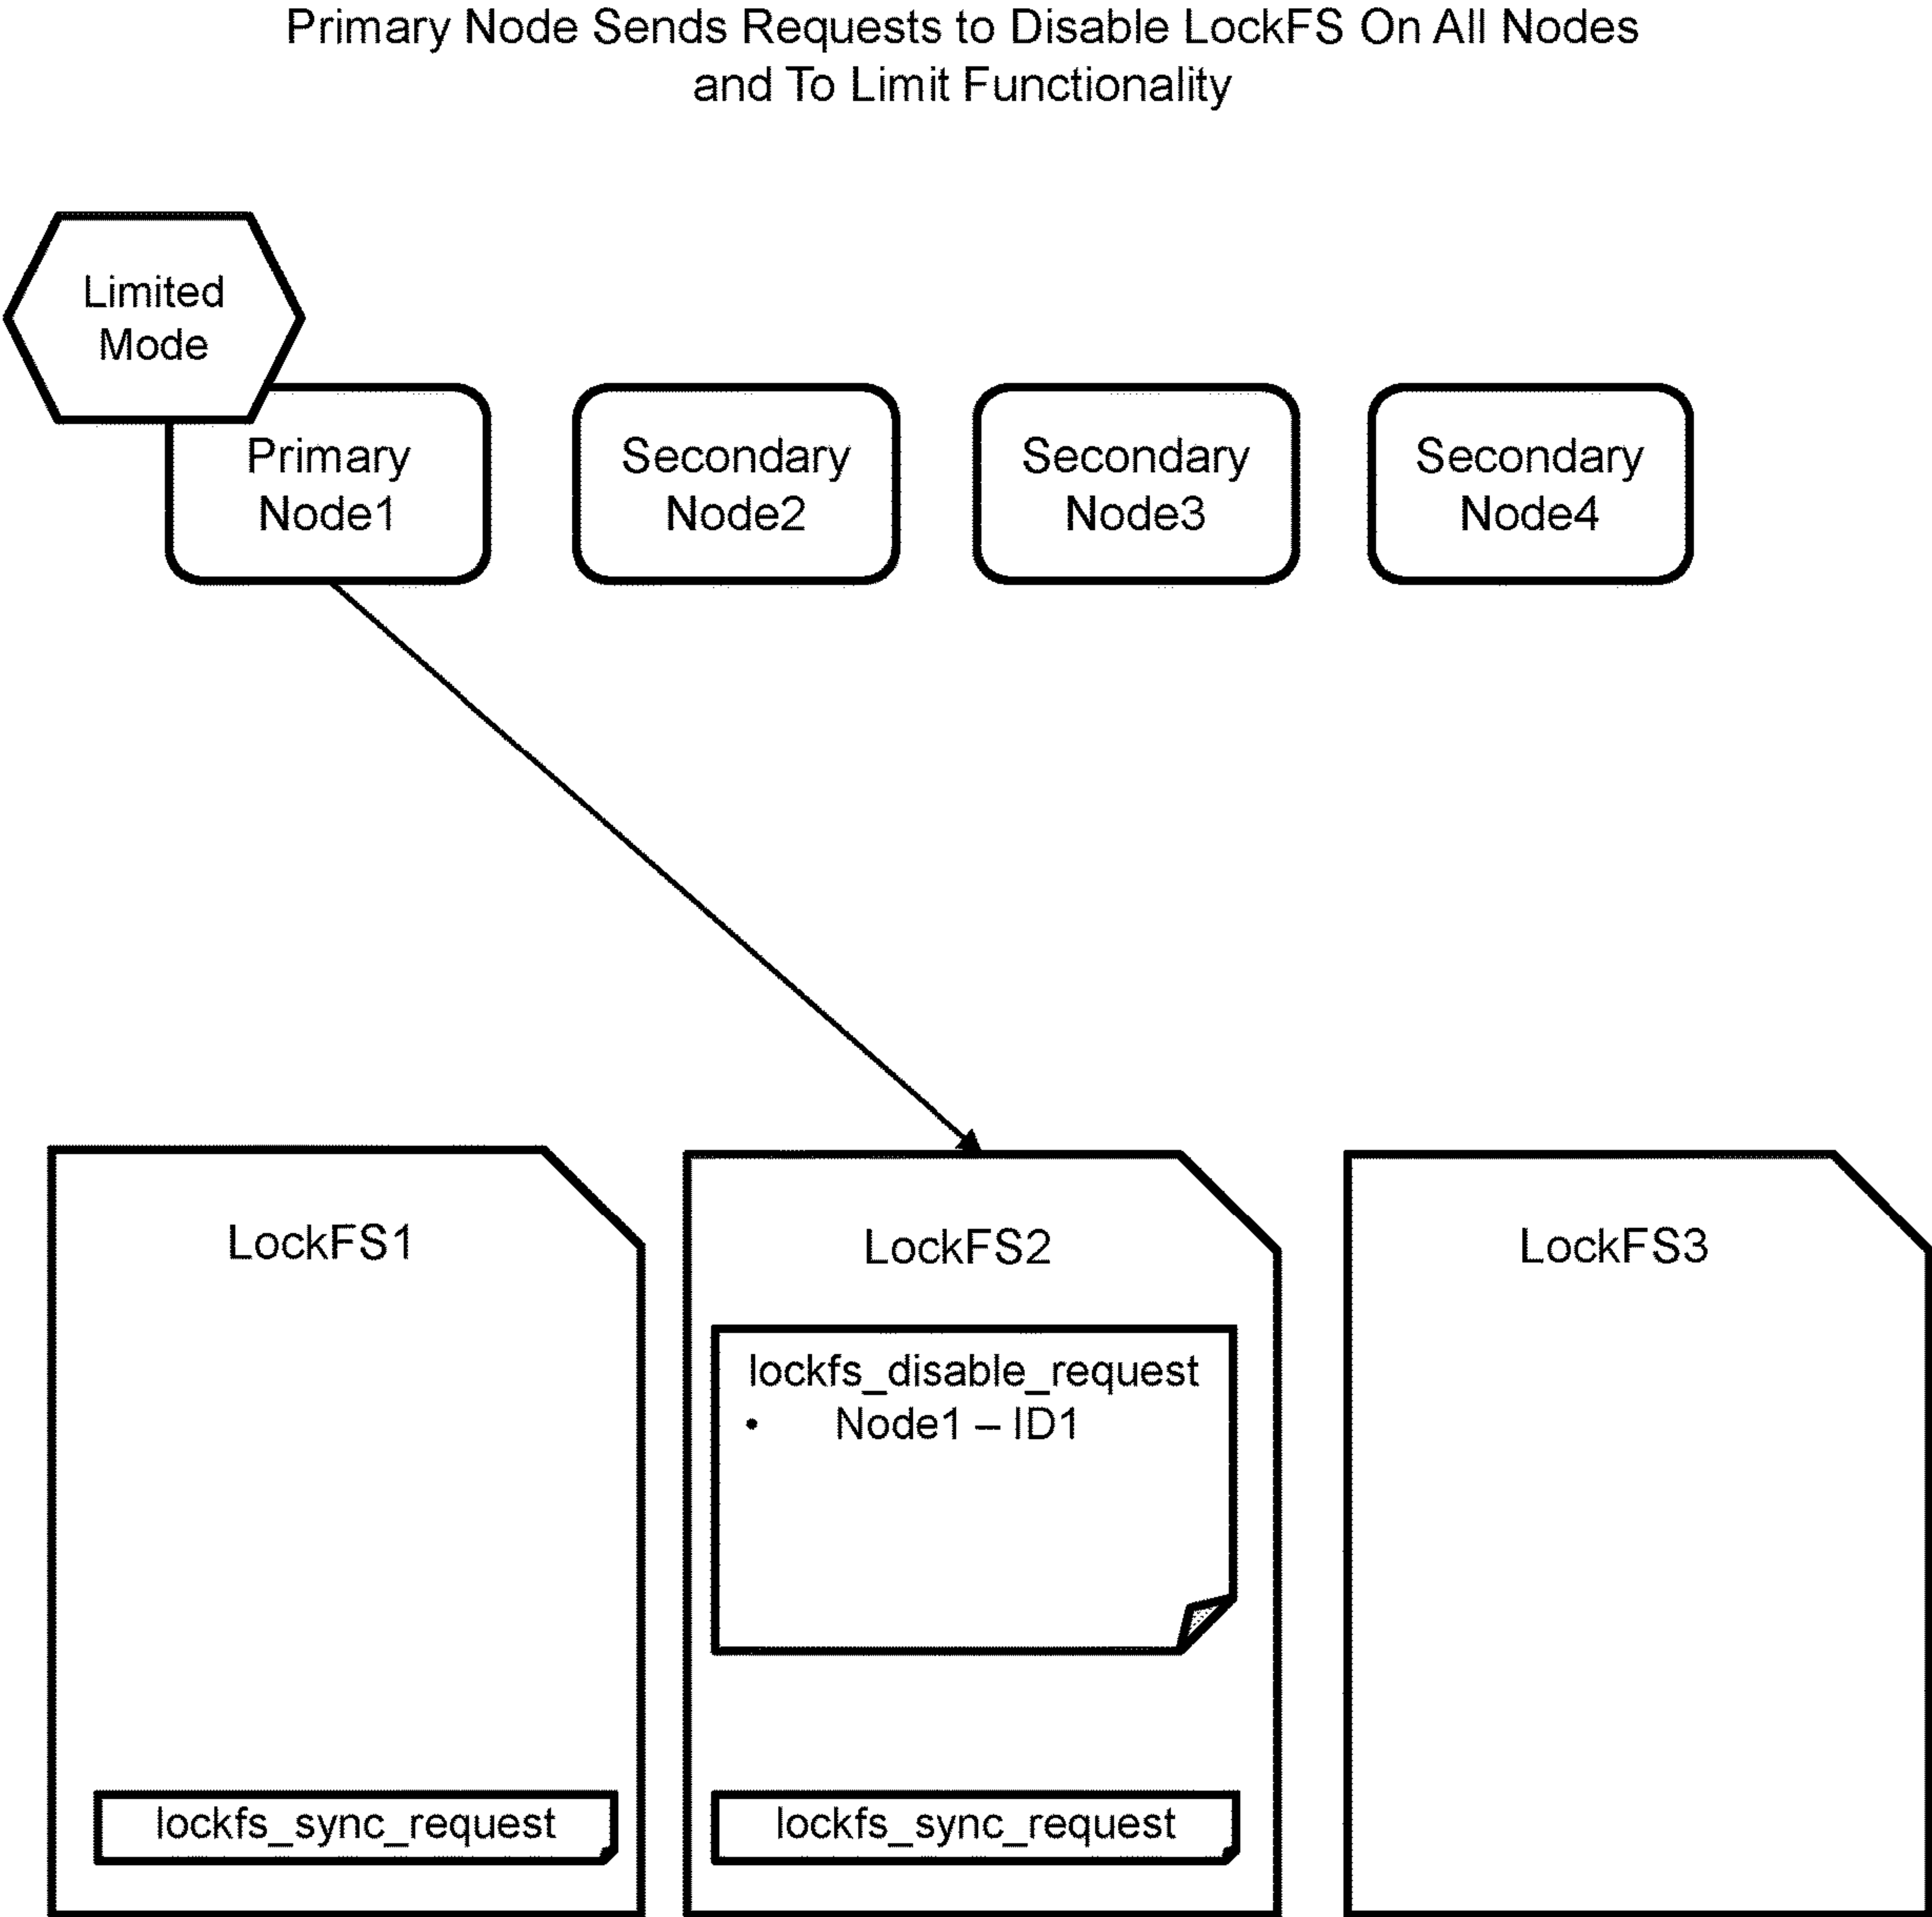 Primary Node Sends Requests to Disable LockFS On All Nodes
and To Limit Functionality
Limited
Mode
Primary
Node1
Secondary
Node2
Secondary
Node3
Secondary
Node4
LockFS1
lockfs_sync_request
LockFS2
lockfs_disable_request
• Node1 – ID1
lockfs_sync_request
LockFS3